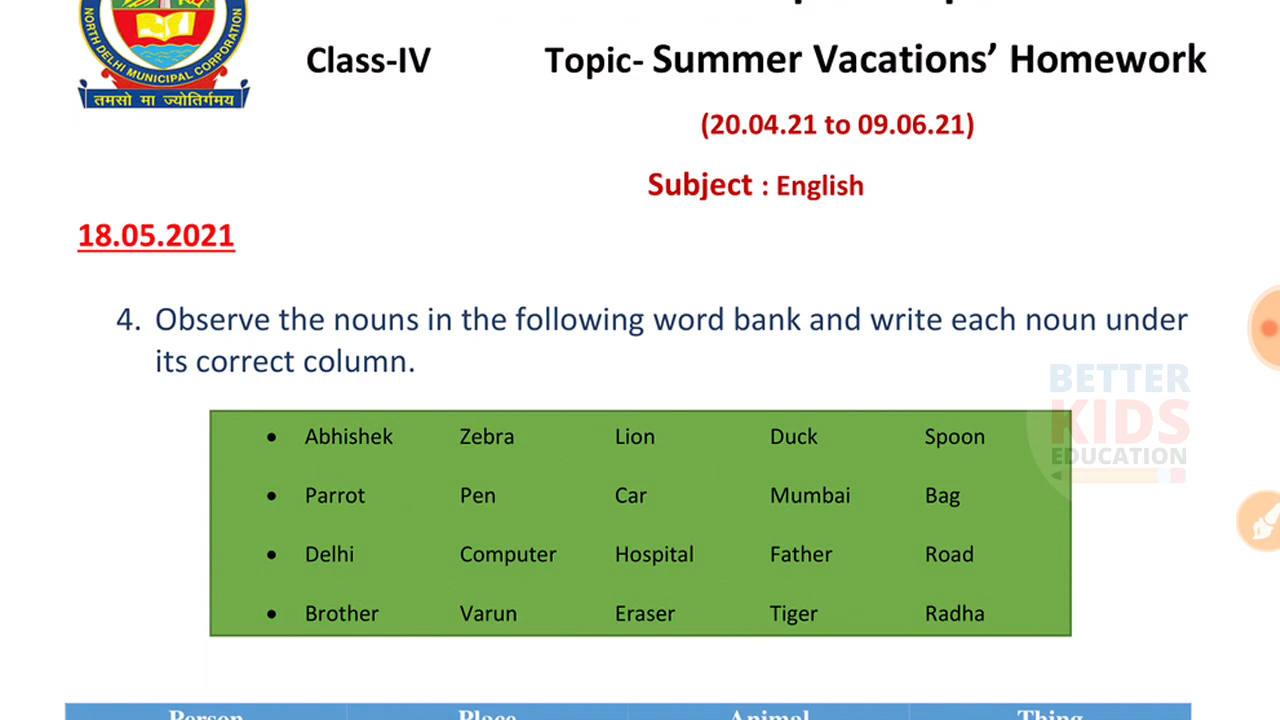 NORTH DELHI MUNICIPAL CORPORATION
तमसो मा ज्योतिर्गमय
Class-IV Topic- Summer Vacations’ Homework
(20.04.21 to 09.06.21)
Subject : English
18.05.2021
4. Observe the nouns in the following word bank and write each noun under
its correct column.
BETTER
KIDS
EDUCATION
• Abhishek Zebra Lion Duck Spoon
• Parrot Pen Car Mumbai Bag
• Delhi Computer Hospital Father Road
• Brother Varun Eraser Tiger Radha
Person Place Animal Thing